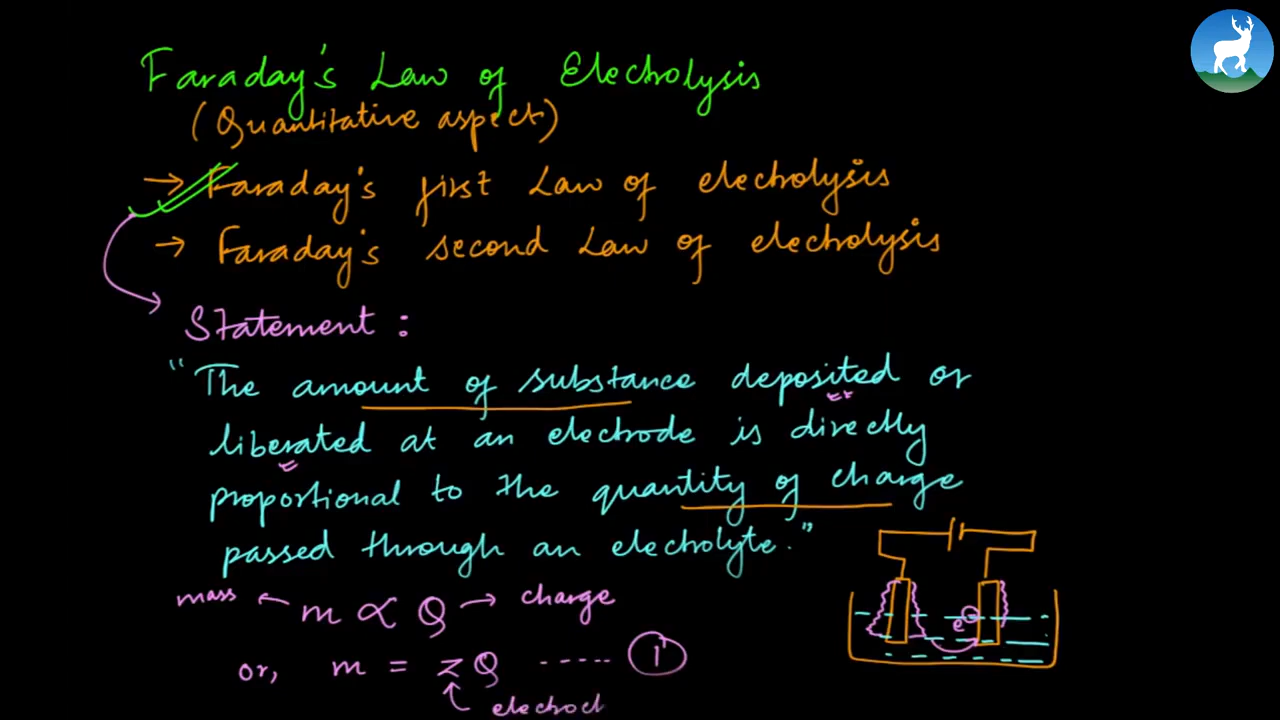 Faraday's Law of Electrolysis
(Quantitative aspect)
→ Faraday's first Law of electrolysis
→ Faraday's second Law of electrolysis
Statement :
"The amount of substance deposited or
liberated at an electrode is directly
proportional to the quantity of charge
passed through an electrolyte."
mass ← m ∝ Q → charge
e⊖
or, m = zQ ...... ①
electroch